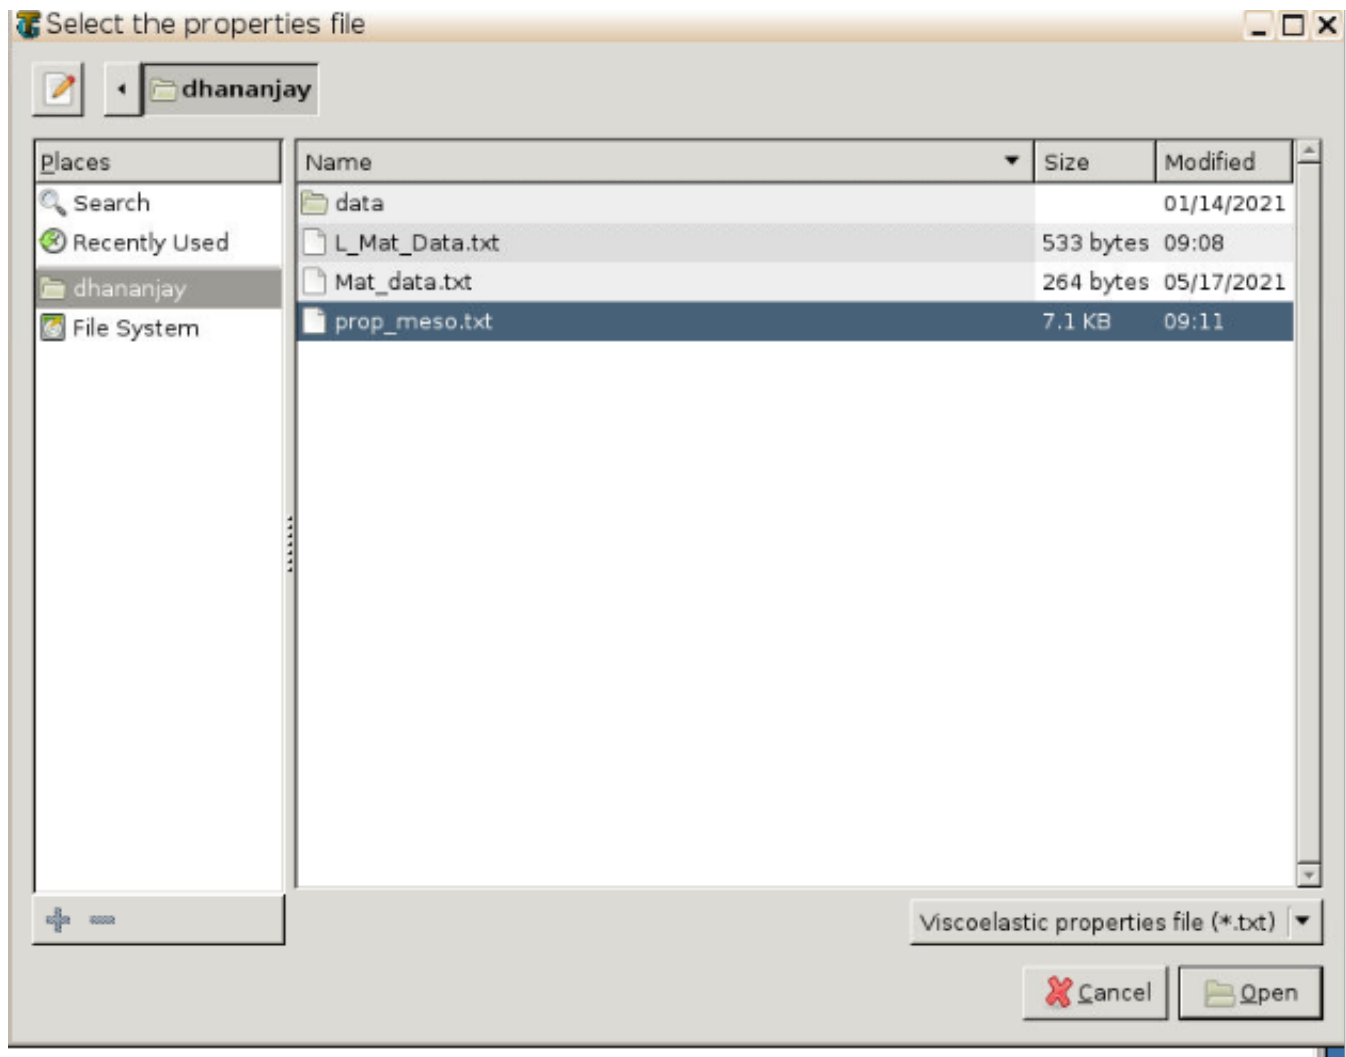 Select the properties file
dhananjay
Places Name Size Modified
Search data 01/14/2021
Recently Used L_Mat_Data.txt 533 bytes 09:08
dhananjay Mat_data.txt 264 bytes 05/17/2021
File System prop_meso.txt 7.1 KB 09:11
Viscoelastic properties file (*.txt)
Cancel Open